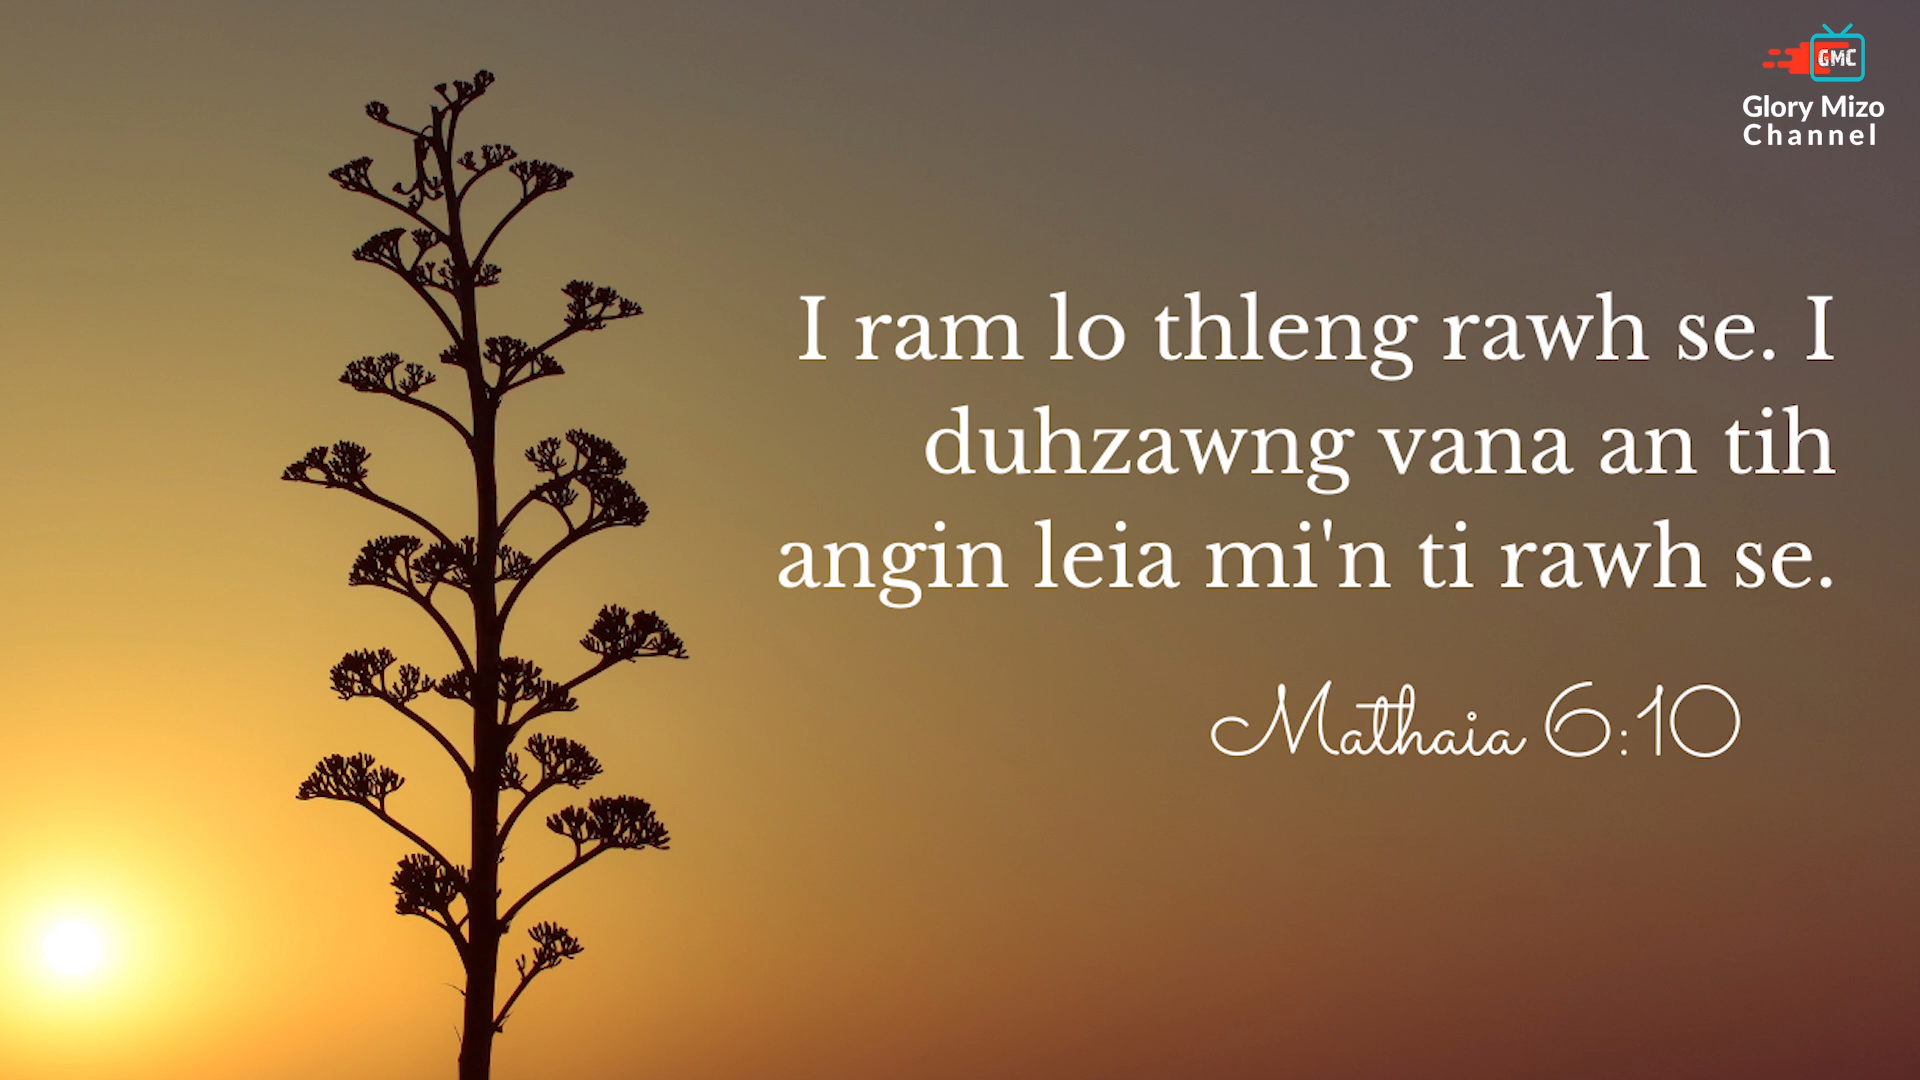 GMC
Glory Mizo
Channel
I ram lo thleng rawh se. I
duhzawng vana an tih
angin leia mi'n ti rawh se.
Mathaia 6:10